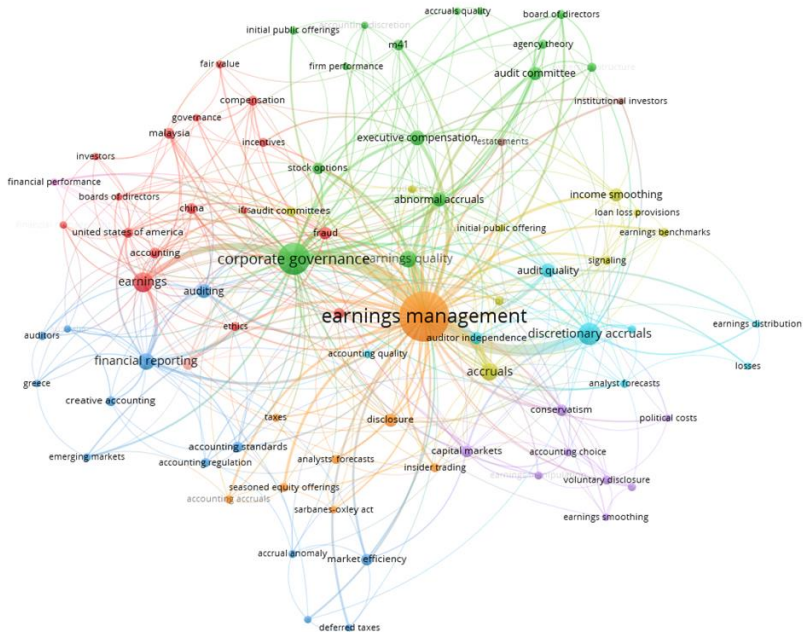 accruals quality
board of directors
accounting discretion
initial public offerings
m41
agency theory
fair value
firm performance
audit committee
compensation
institutional investors
governance
malaysia
executive compensation
incentives
restatements
investors
stock options
financial performance
income smoothing
boards of directors
abnormal accruals
china
audit committees
loan loss provisions
united states of america
fraud
initial public offering
earnings benchmarks
accounting
corporate governance
earnings quality
signaling
audit quality
earnings
auditing
earnings management
ethics
earnings distribution
auditors
auditor independence
discretionary accruals
accounting quality
financial reporting
losses
accruals
greece
analyst forecasts
creative accounting
conservatism
taxes
disclosure
political costs
accounting standards
capital markets
accounting choice
emerging markets
accounting regulation
analysts' forecasts
insider trading
voluntary disclosure
seasoned equity offerings
accounting accruals
sarbanes-oxley act
earnings smoothing
accrual anomaly
market efficiency
deferred taxes